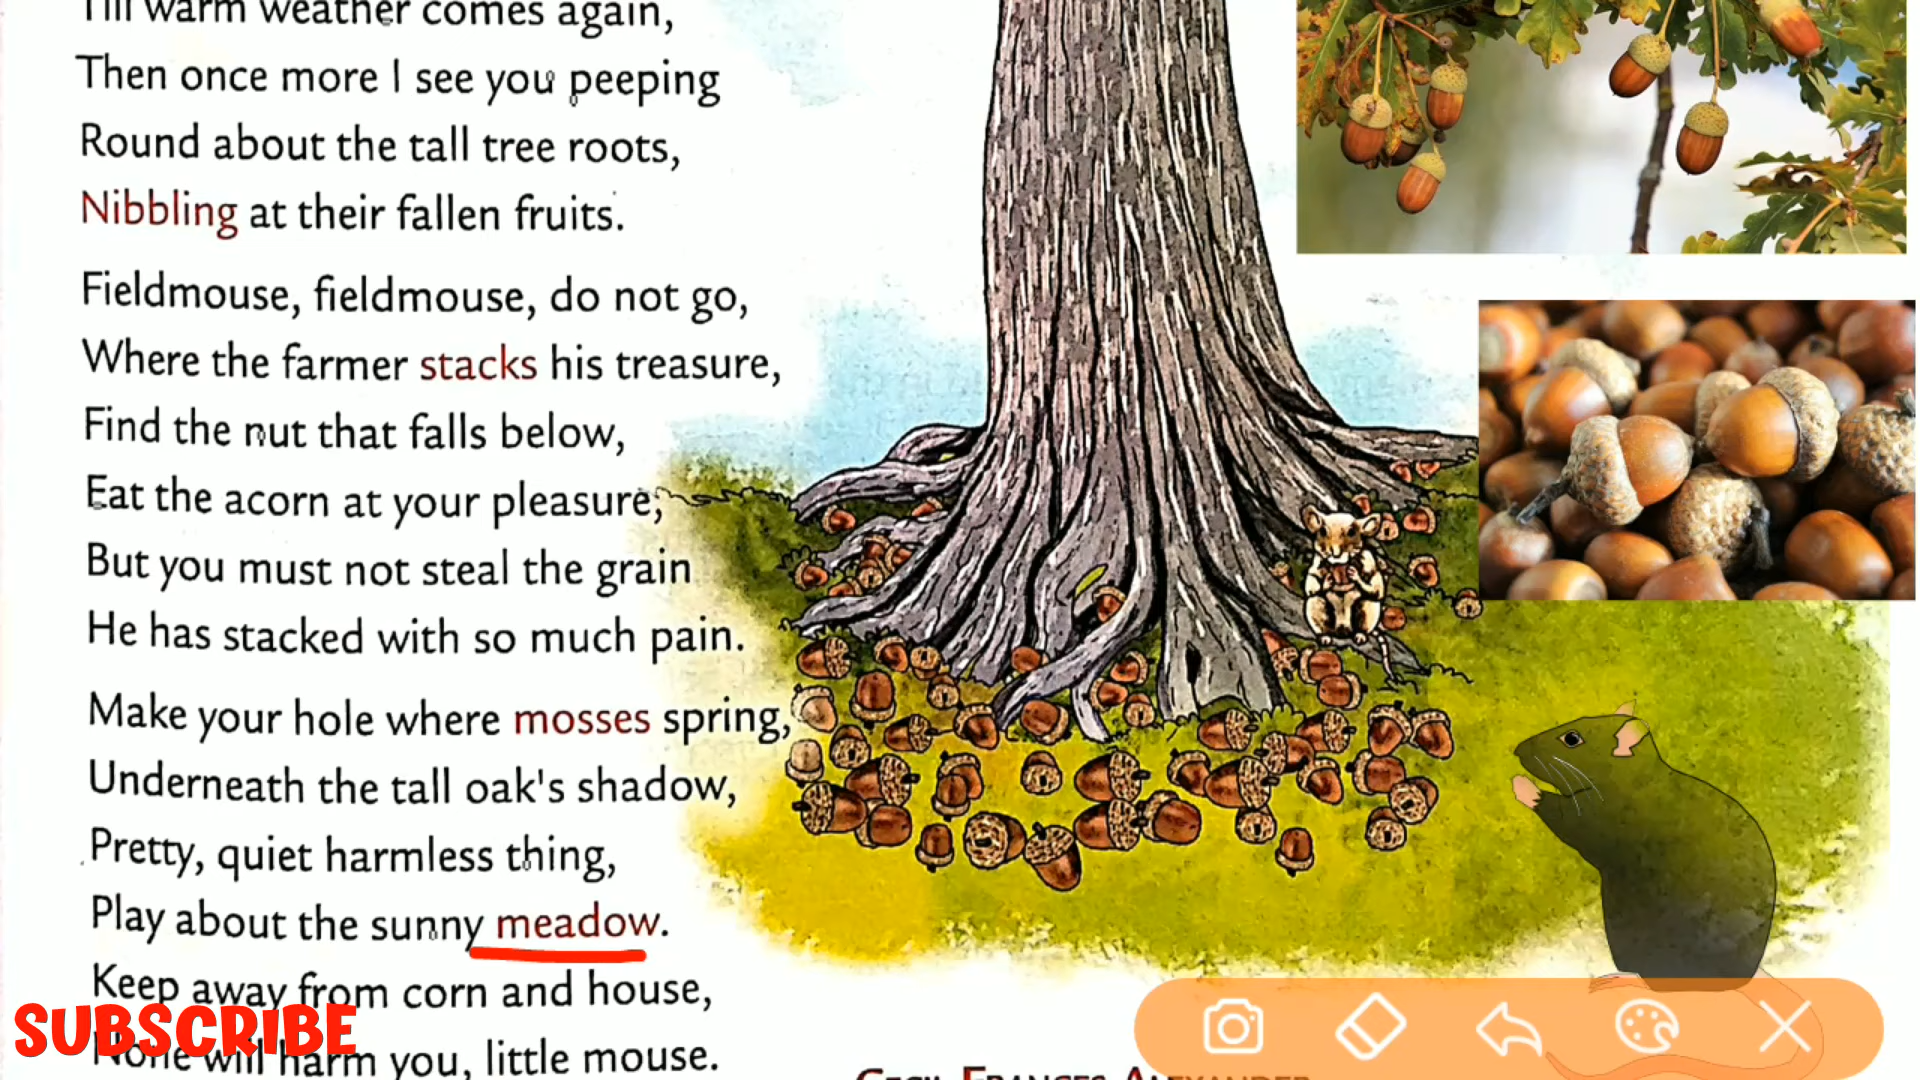 Till warm weather comes again,
Then once more I see you peeping
Round about the tall tree roots,
Nibbling at their fallen fruits.
Fieldmouse, fieldmouse, do not go,
Where the farmer stacks his treasure,
Find the nut that falls below,
Eat the acorn at your pleasure,
But you must not steal the grain
He has stacked with so much pain.
Make your hole where mosses spring,
Underneath the tall oak's shadow,
Pretty, quiet harmless thing,
Play about the sunny meadow.
Keep away from corn and house,
None will harm you, little mouse.
SUBSCRIBE
CECIL FRANCES ALEXANDER